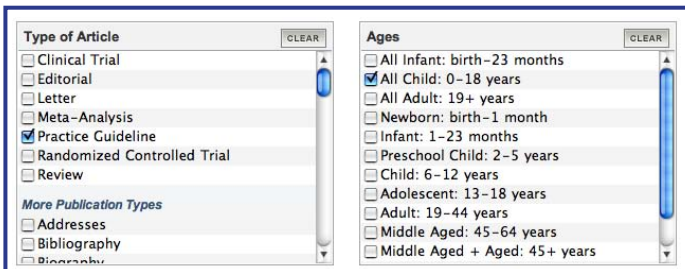 Type of Article
CLEAR
Clinical Trial
Editorial
Letter
Meta-Analysis
Practice Guideline
Randomized Controlled Trial
Review
More Publication Types
Addresses
Bibliography
Biography
Ages
CLEAR
All Infant: birth-23 months
All Child: 0-18 years
All Adult: 19+ years
Newborn: birth-1 month
Infant: 1-23 months
Preschool Child: 2-5 years
Child: 6-12 years
Adolescent: 13-18 years
Adult: 19-44 years
Middle Aged: 45-64 years
Middle Aged + Aged: 45+ years